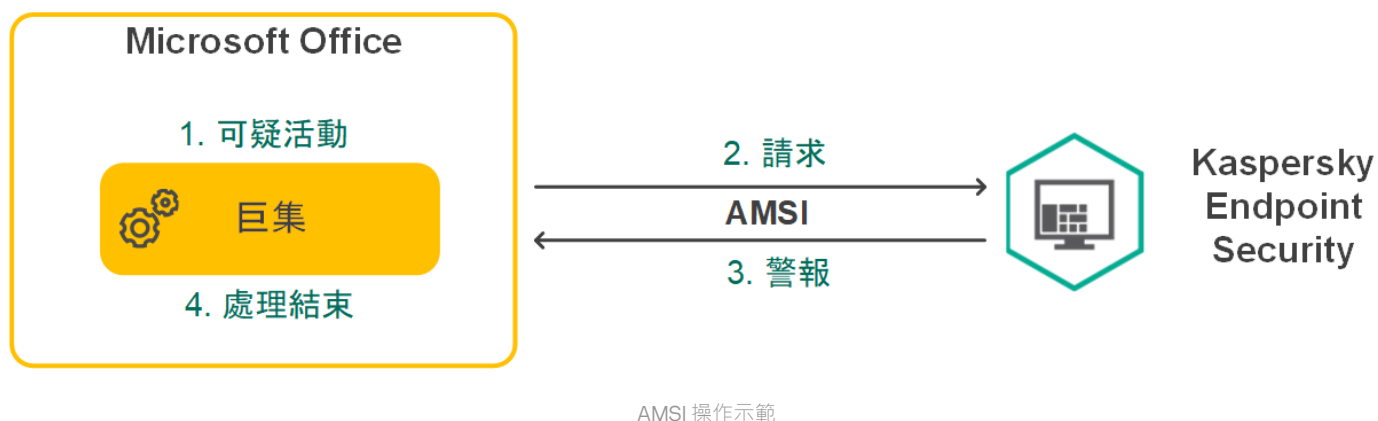 Microsoft Office
1. 可疑活動
巨集
4. 處理結束
2. 請求
AMSI
3. 警報
Kaspersky
Endpoint
Security
AMSI 操作示範